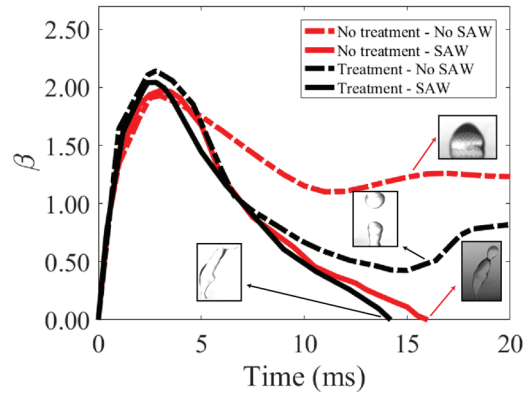 2.50
2.00
1.50
1.00
0.50
0.00
β
No treatment - No SAW
No treatment - SAW
Treatment - No SAW
Treatment - SAW
0
5
10
15
20
Time (ms)